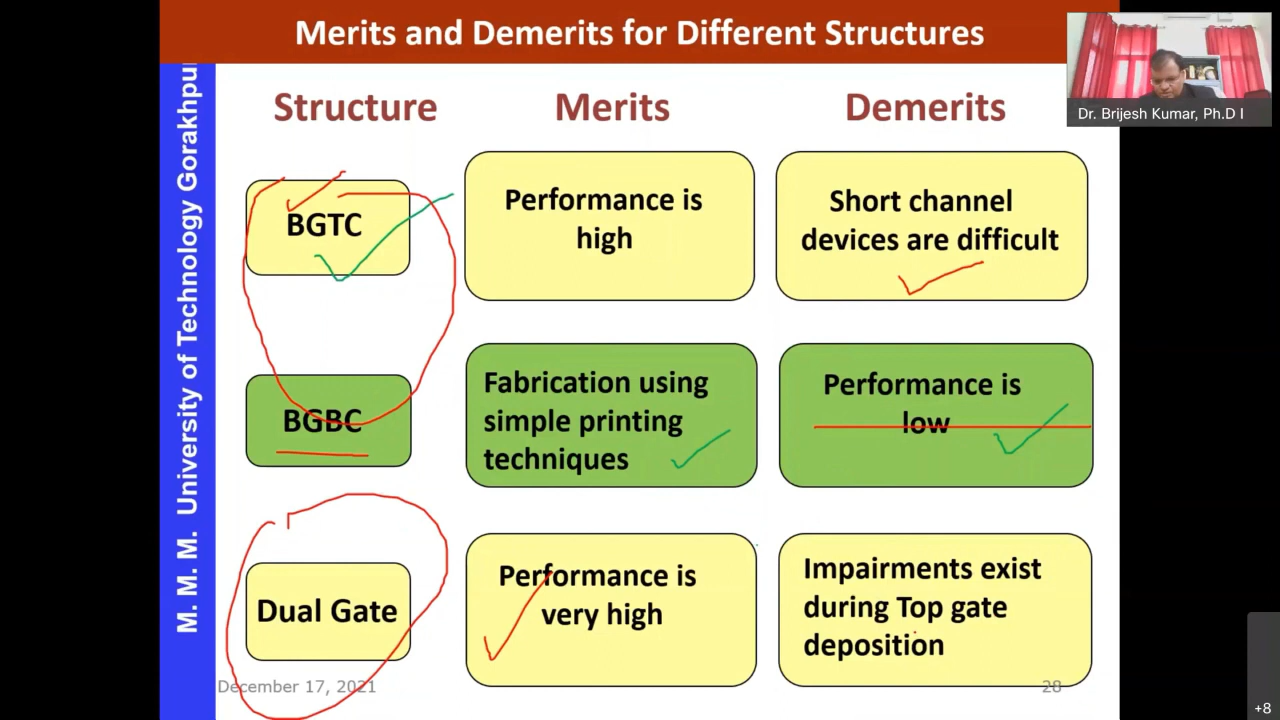 Merits and Demerits for Different Structures
Dr. Brijesh Kumar, Ph.D I
M. M. M. University of Technology Gorakhpur
Structure
Merits
Demerits
BGTC
Performance is
high
Short channel
devices are difficult
BGBC
Fabrication using
simple printing
techniques
Performance is
low
Dual Gate
Performance is
very high
Impairments exist
during Top gate
deposition
December 17, 2021
28
+8